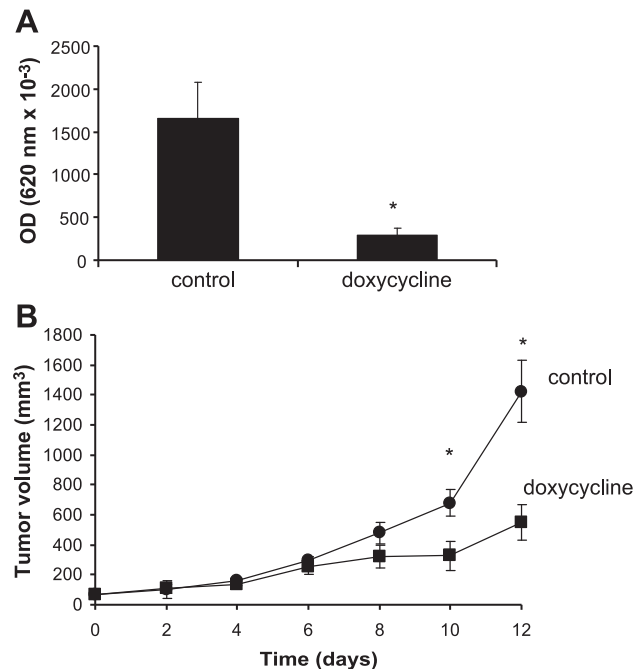 A
OD (620 nm x 10⁻³)
2500
2000
1500
1000
500
0
*
control
doxycycline
B
Tumor volume (mm³)
1800
1600
1400
1200
1000
800
600
400
200
0
*
*
control
doxycycline
0 2 4 6 8 10 12
Time (days)